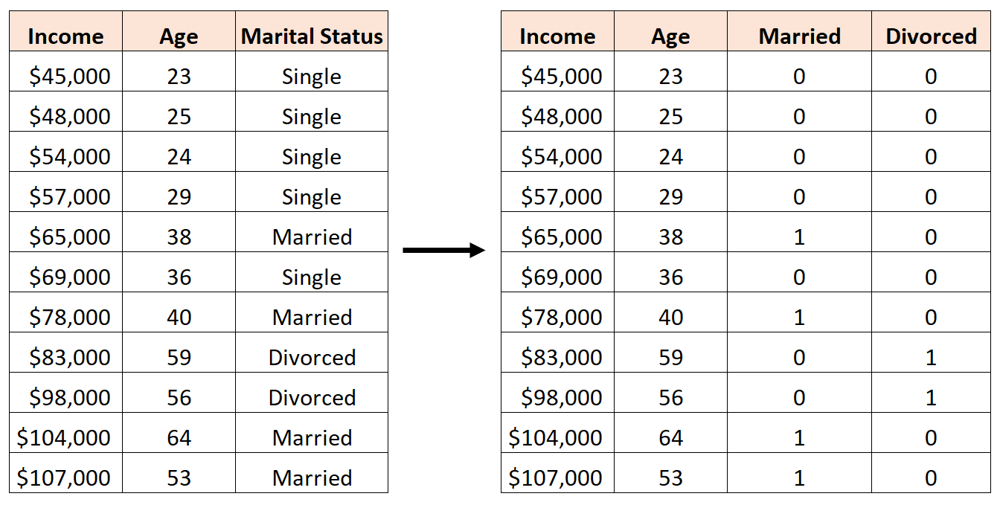 Income Age Marital Status
$45,000 23 Single
$48,000 25 Single
$54,000 24 Single
$57,000 29 Single
$65,000 38 Married
$69,000 36 Single
$78,000 40 Married
$83,000 59 Divorced
$98,000 56 Divorced
$104,000 64 Married
$107,000 53 Married
Income Age Married Divorced
$45,000 23 0 0
$48,000 25 0 0
$54,000 24 0 0
$57,000 29 0 0
$65,000 38 1 0
$69,000 36 0 0
$78,000 40 1 0
$83,000 59 0 1
$98,000 56 0 1
$104,000 64 1 0
$107,000 53 1 0